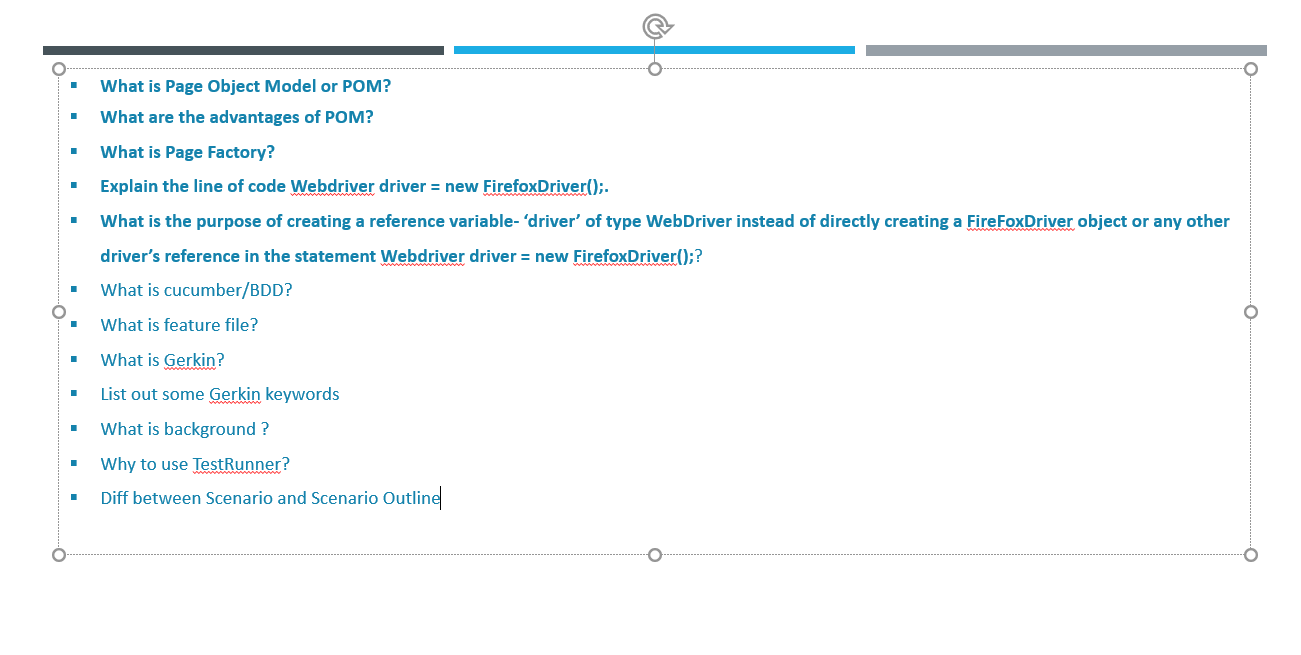 What is Page Object Model or POM?
What are the advantages of POM?
What is Page Factory?
Explain the line of code Webdriver driver = new FirefoxDriver();.
What is the purpose of creating a reference variable- ‘driver’ of type WebDriver instead of directly creating a FireFoxDriver object or any other
driver’s reference in the statement Webdriver driver = new FirefoxDriver();?
What is cucumber/BDD?
What is feature file?
What is Gerkin?
List out some Gerkin keywords
What is background ?
Why to use TestRunner?
Diff between Scenario and Scenario Outline